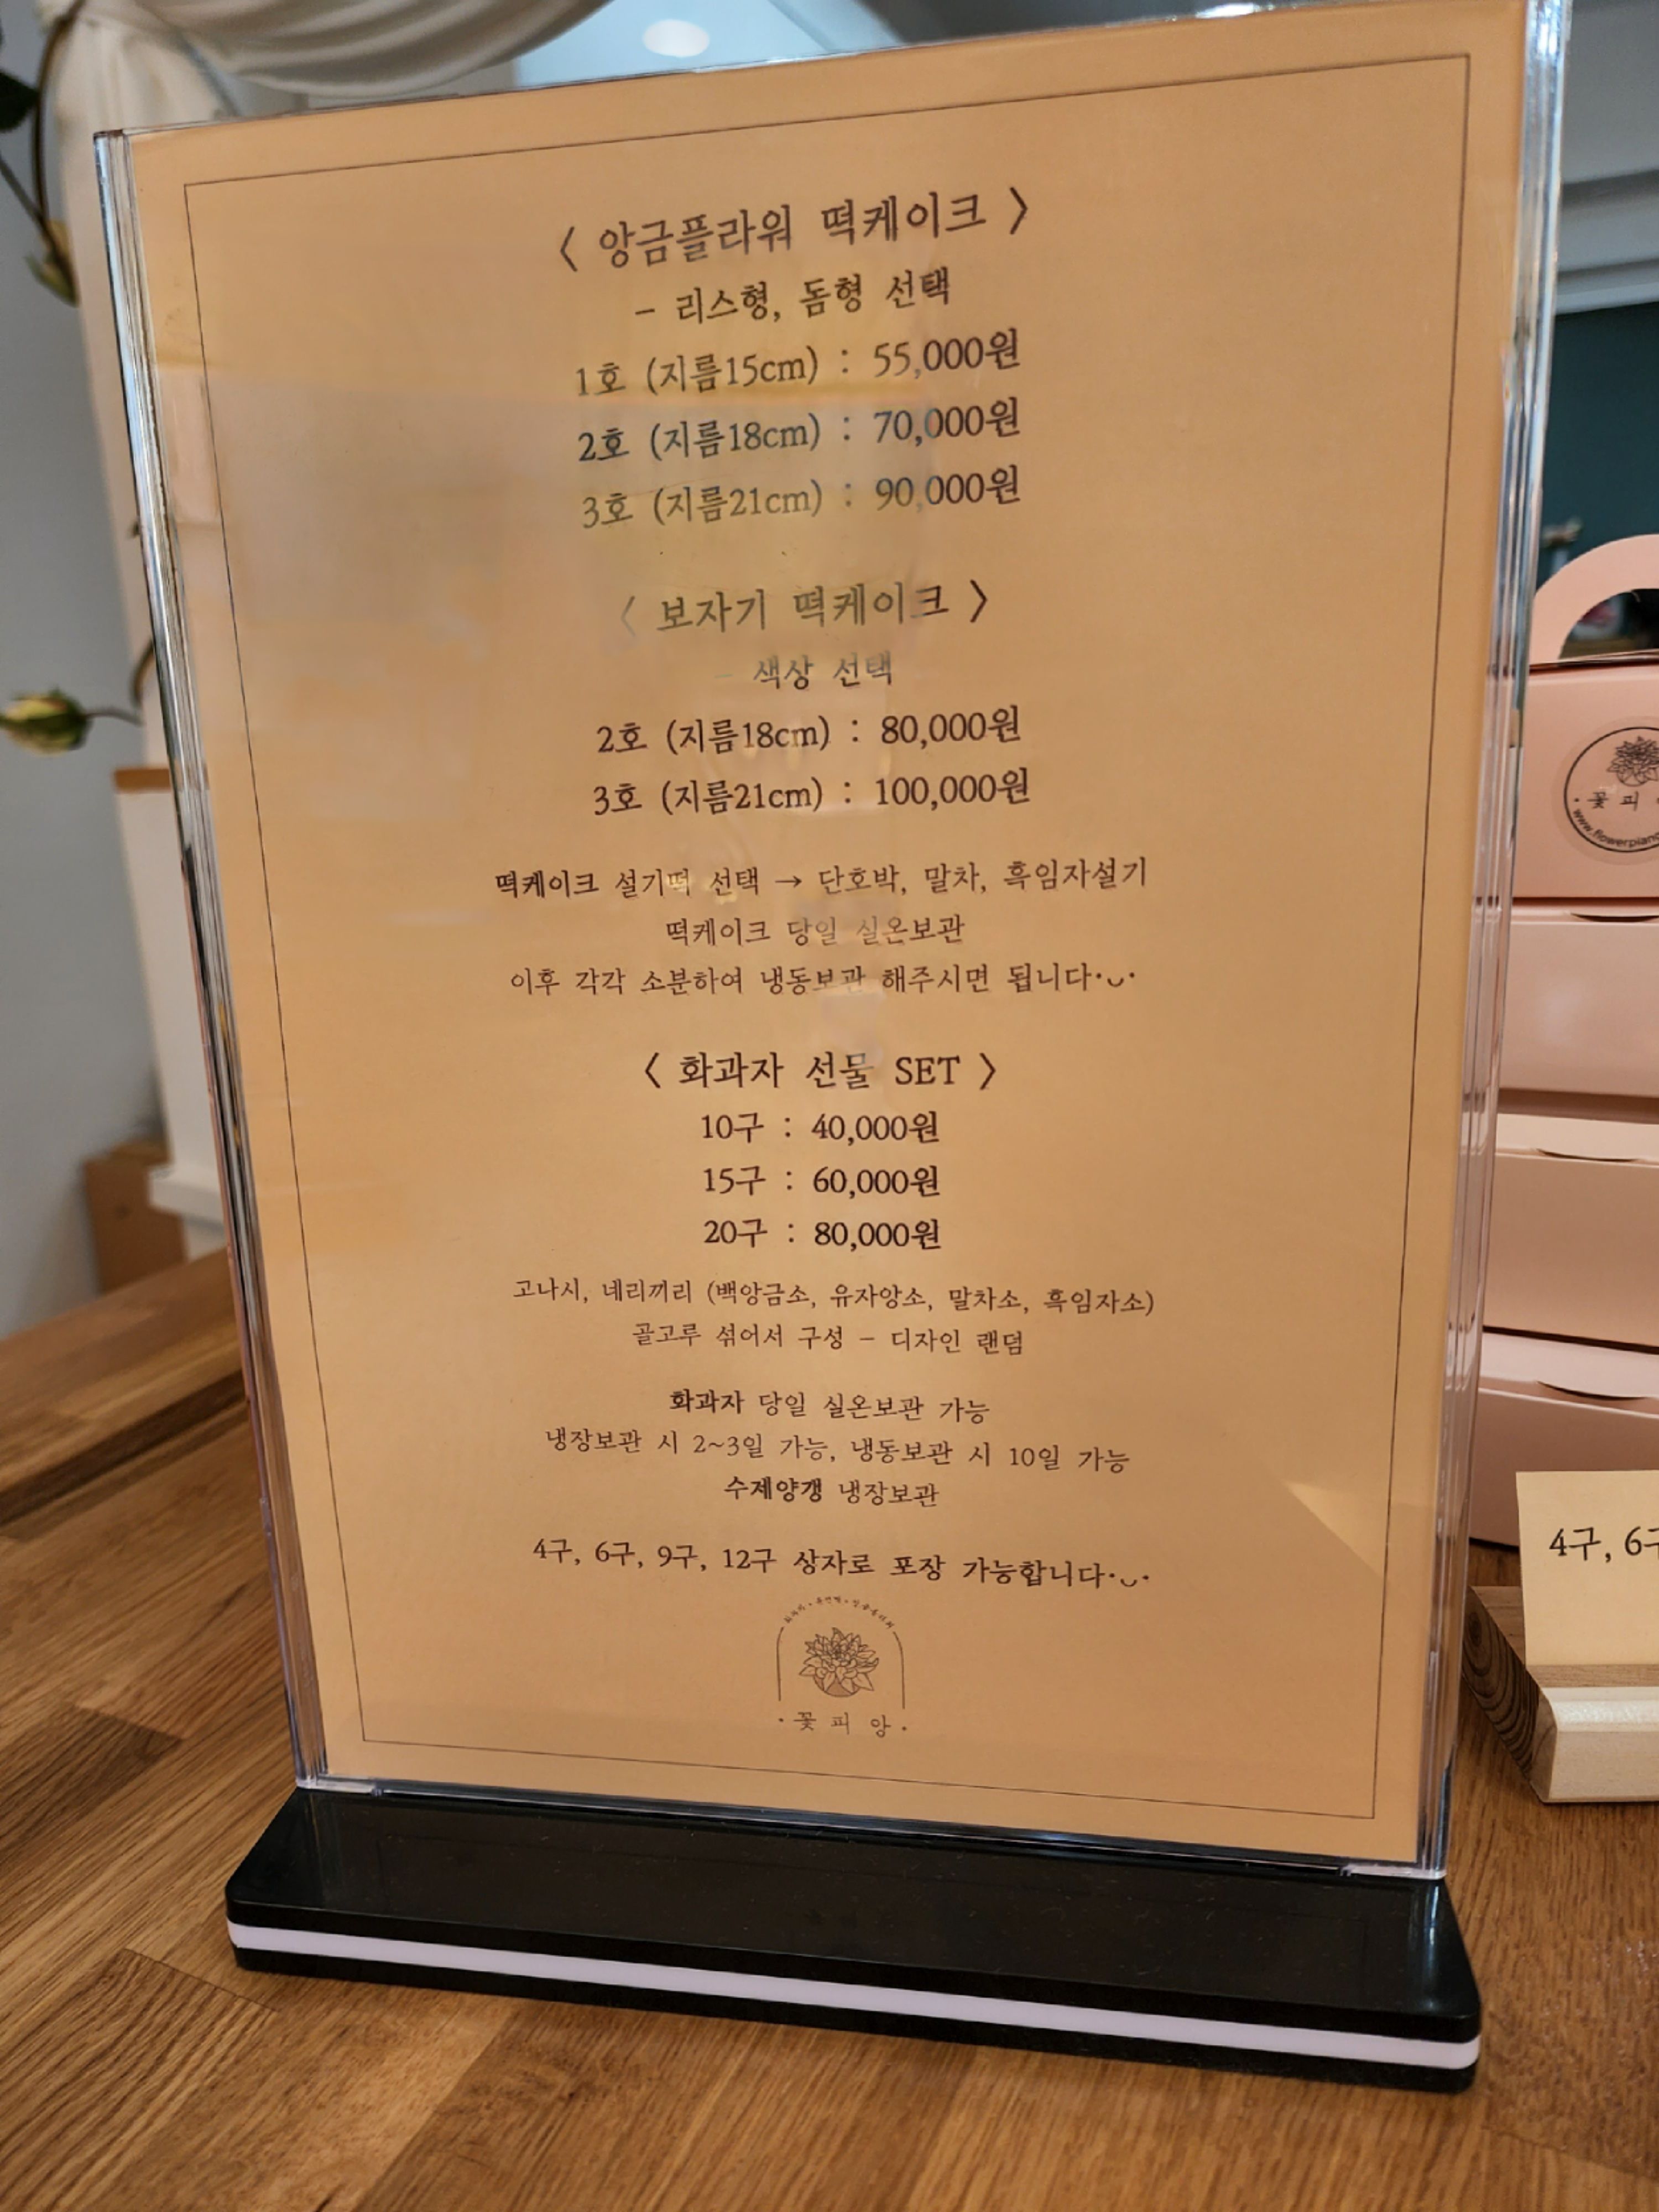 < 앙금플라워 떡케이크 >
- 리스형, 돔형 선택
1호 (지름15cm) : 55,000원
2호 (지름18cm) : 70,000원
3호 (지름21cm) : 90,000원
< 보자기 떡케이크 >
- 색상 선택
2호 (지름18cm) : 80,000원
3호 (지름21cm) : 100,000원
떡케이크 설기떡 선택 → 단호박, 말차, 흑임자설기
떡케이크 당일 실온보관
이후 각각 소분하여 냉동보관 해주시면 됩니다·ᴗ·
< 화과자 선물 SET >
10구 : 40,000원
15구 : 60,000원
20구 : 80,000원
고나시, 네리끼리 (백앙금소, 유자앙소, 말차소, 흑임자소)
골고루 섞어서 구성 - 디자인 랜덤
화과자 당일 실온보관 가능
냉장보관 시 2~3일 가능, 냉동보관 시 10일 가능
수제양갱 냉장보관
4구, 6구, 9구, 12구 상자로 포장 가능합니다·ᴗ·
· 꽃 피 앙 ·
· 꽃 피
4구, 6구